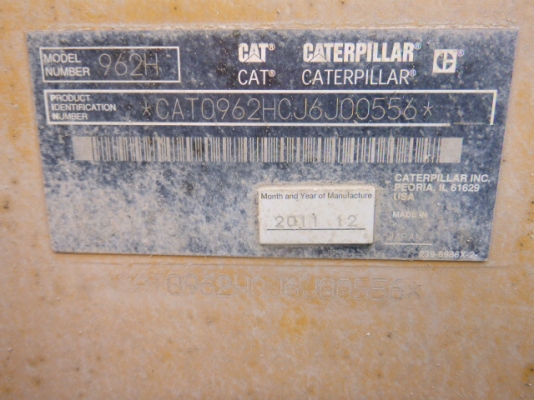 MODEL NUMBER 962H
CAT® CATERPILLAR® C®
CAT® CATERPILLAR®
PRODUCT IDENTIFICATION NUMBER *CAT0962HCJ6J00556*
CATERPILLAR INC.
PEORIA, IL 61629
USA
Month and Year of Manufacture
2011 12
MADE IN
JAPAN